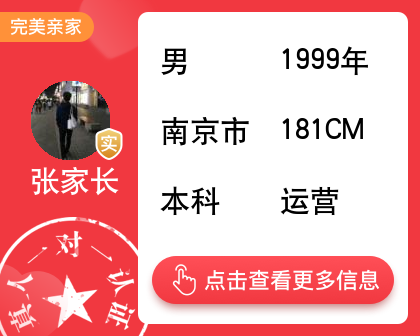 完美亲家
男 1999年
南京市 181CM
本科 运营
实
张家长
一对一
真人认证
点击查看更多信息